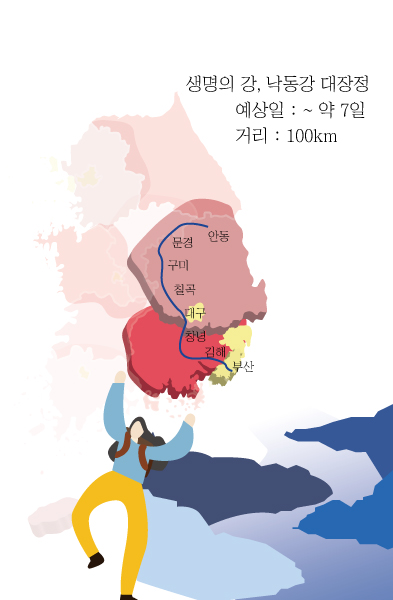 생명의 강, 낙동강 대장정
예상일 : ~ 약 7일
거리 : 100km
안동
문경
구미
칠곡
대구
창녕
김해
부산